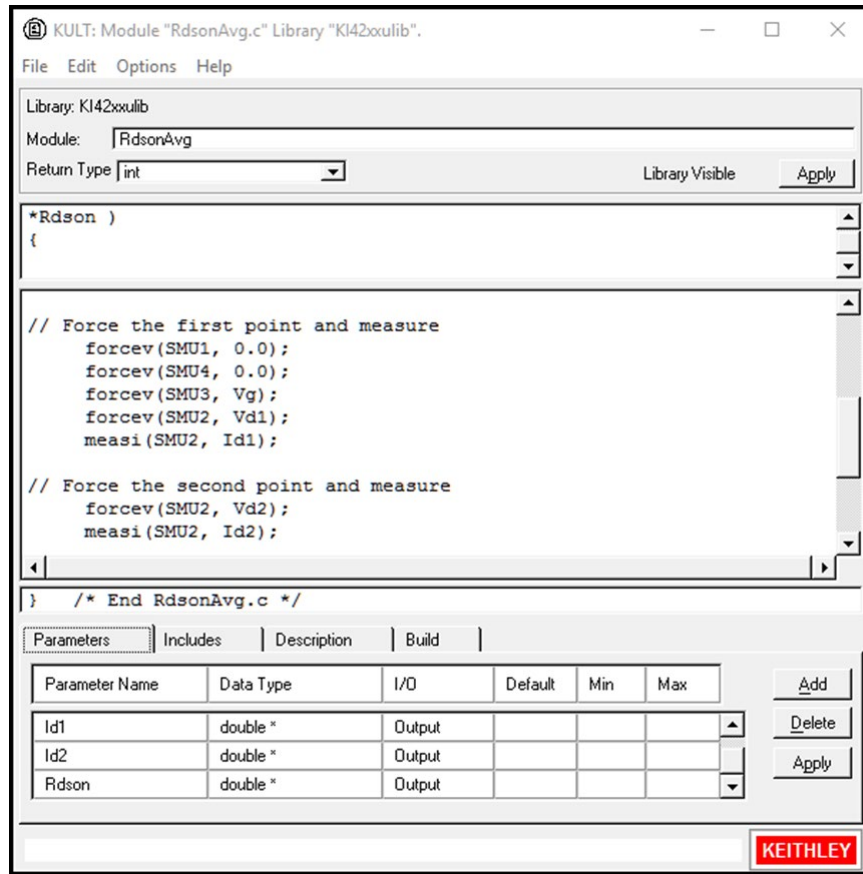 KULT: Module "RdsonAvg.c" Library "KI42xxulib".
File Edit Options Help
Library: KI42xxulib
Module: RdsonAvg
Return Type int Library Visible Apply
*Rdson )
{
// Force the first point and measure
forcev(SMU1, 0.0);
forcev(SMU4, 0.0);
forcev(SMU3, Vg);
forcev(SMU2, Vd1);
measi(SMU2, Id1);
// Force the second point and measure
forcev(SMU2, Vd2);
measi(SMU2, Id2);
} /* End RdsonAvg.c */
Parameters Includes Description Build
Parameter Name Data Type I/O Default Min Max Add
Id1 double * Output Delete
Id2 double * Output
Apply
Rdson double * Output
KEITHLEY